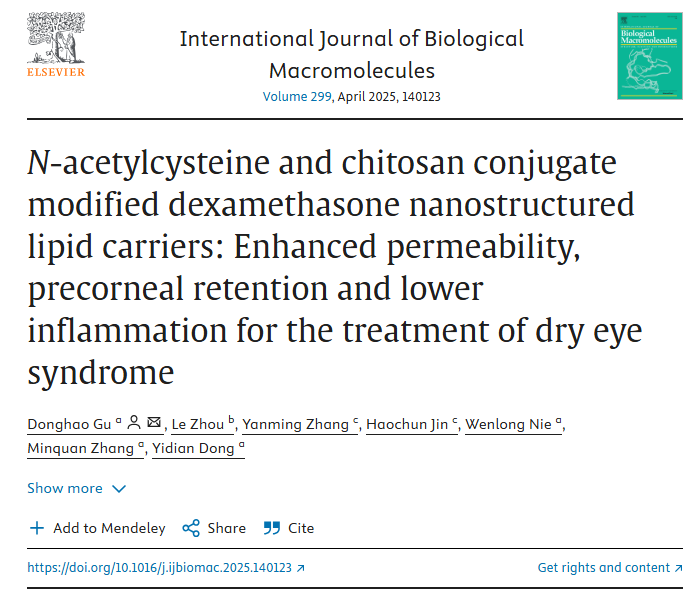 International Journal of Biological
Macromolecules
ELSEVIER
Biological
Macromolecules
Volume 299, April 2025, 140123
N-acetylcysteine and chitosan conjugate
modified dexamethasone nanostructured
lipid carriers: Enhanced permeability,
precorneal retention and lower
inflammation for the treatment of dry eye
syndrome
Donghao Gu a, Le Zhou b, Yanming Zhang c, Haochun Jin c, Wenlong Nie a,
Minquan Zhang a, Yidian Dong a
Show more
Add to Mendeley Share Cite
https://doi.org/10.1016/j.ijbiomac.2025.140123 Get rights and content